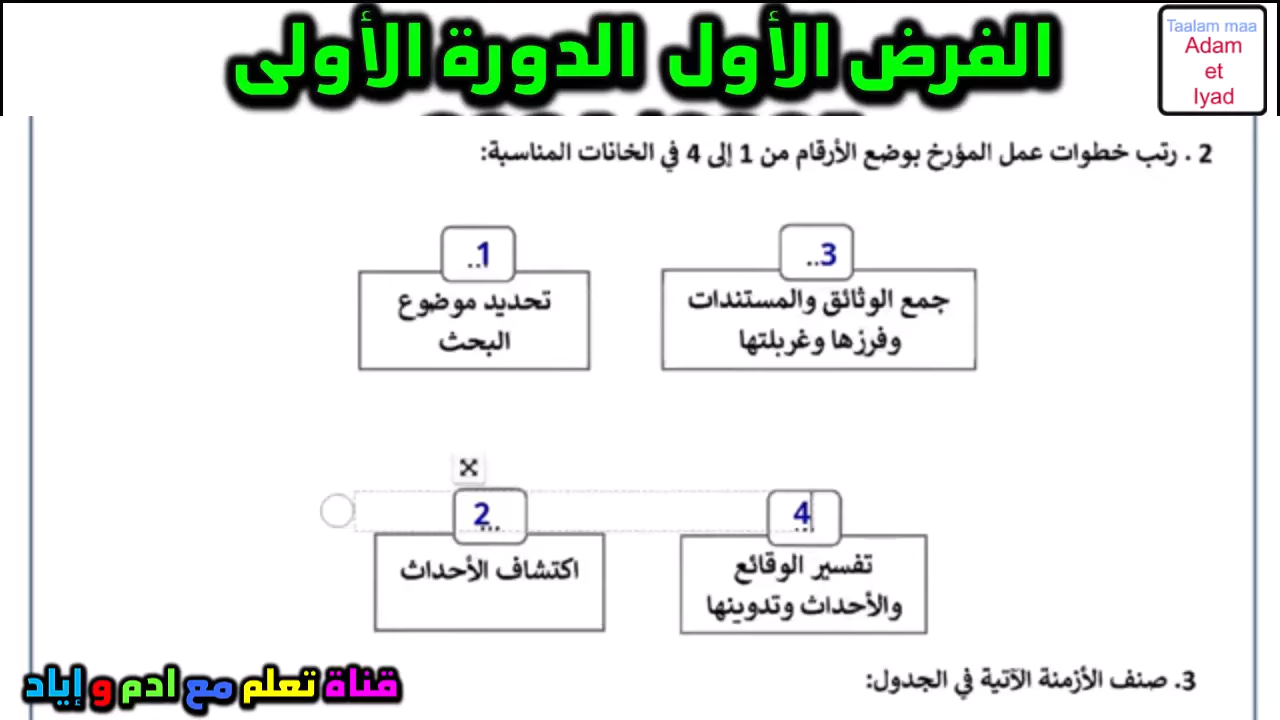 الفرض الأول الدورة الأولى
Taalam maa
Adam
et
Iyad
2 . رتب خطوات عمل المؤرخ بوضع الأرقام من 1 إلى 4 في الخانات المناسبة:
3..
جمع الوثائق والمستندات
وفرزها وغربلتها
1..
تحديد موضوع
البحث
4...
تفسير الوقائع
والأحداث وتدوينها
2...
اكتشاف الأحداث
3. صنف الأزمنة الآتية في الجدول:
قناة تعلم مع ادم و إياد